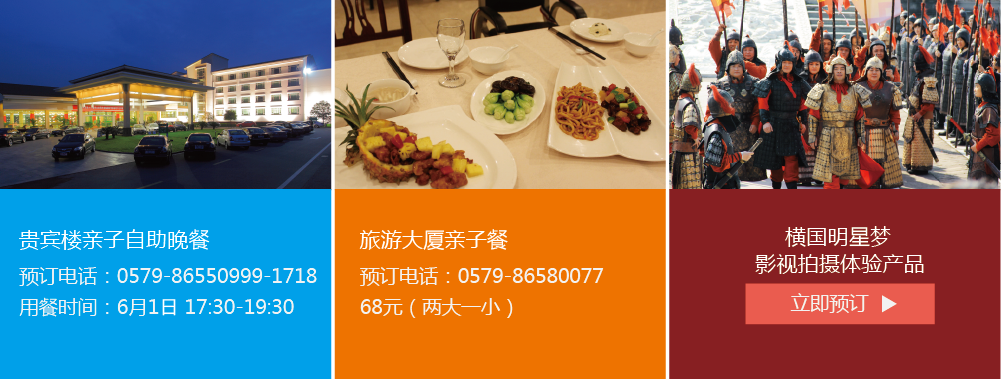 贵宾楼亲子自助晚餐
预订电话：0579-86550999-1718
用餐时间：6月1日 17:30-19:30
旅游大厦亲子餐
预订电话：0579-86580077
68元（两大一小）
横国明星梦
影视拍摄体验产品
立即预订